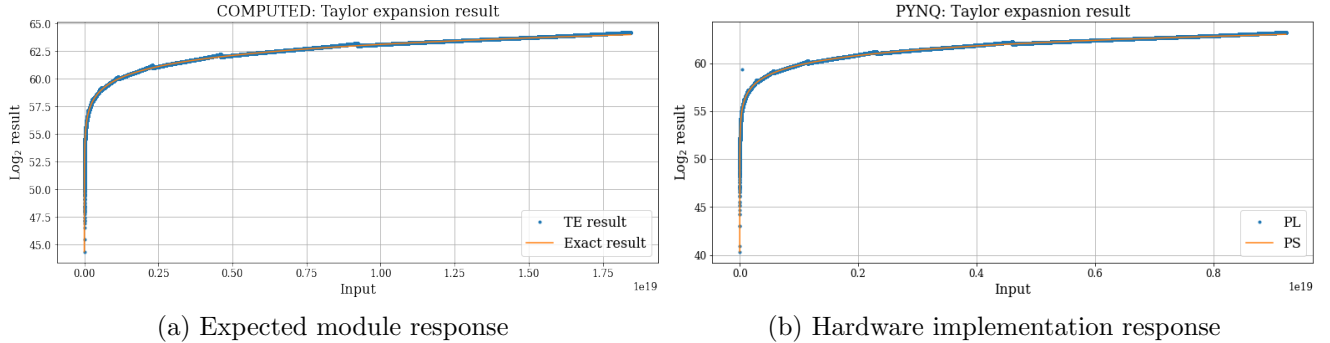 COMPUTED: Taylor expansion result
65.0
62.5
60.0
57.5
55.0
52.5
50.0
47.5
45.0
Log₂ result
TE result
Exact result
0.00 0.25 0.50 0.75 1.00 1.25 1.50 1.75
1e19
Input
(a) Expected module response
PYNQ: Taylor expasnion result
60
55
50
45
40
Log₂ result
PL
PS
0.0 0.2 0.4 0.6 0.8
1e19
Input
(b) Hardware implementation response